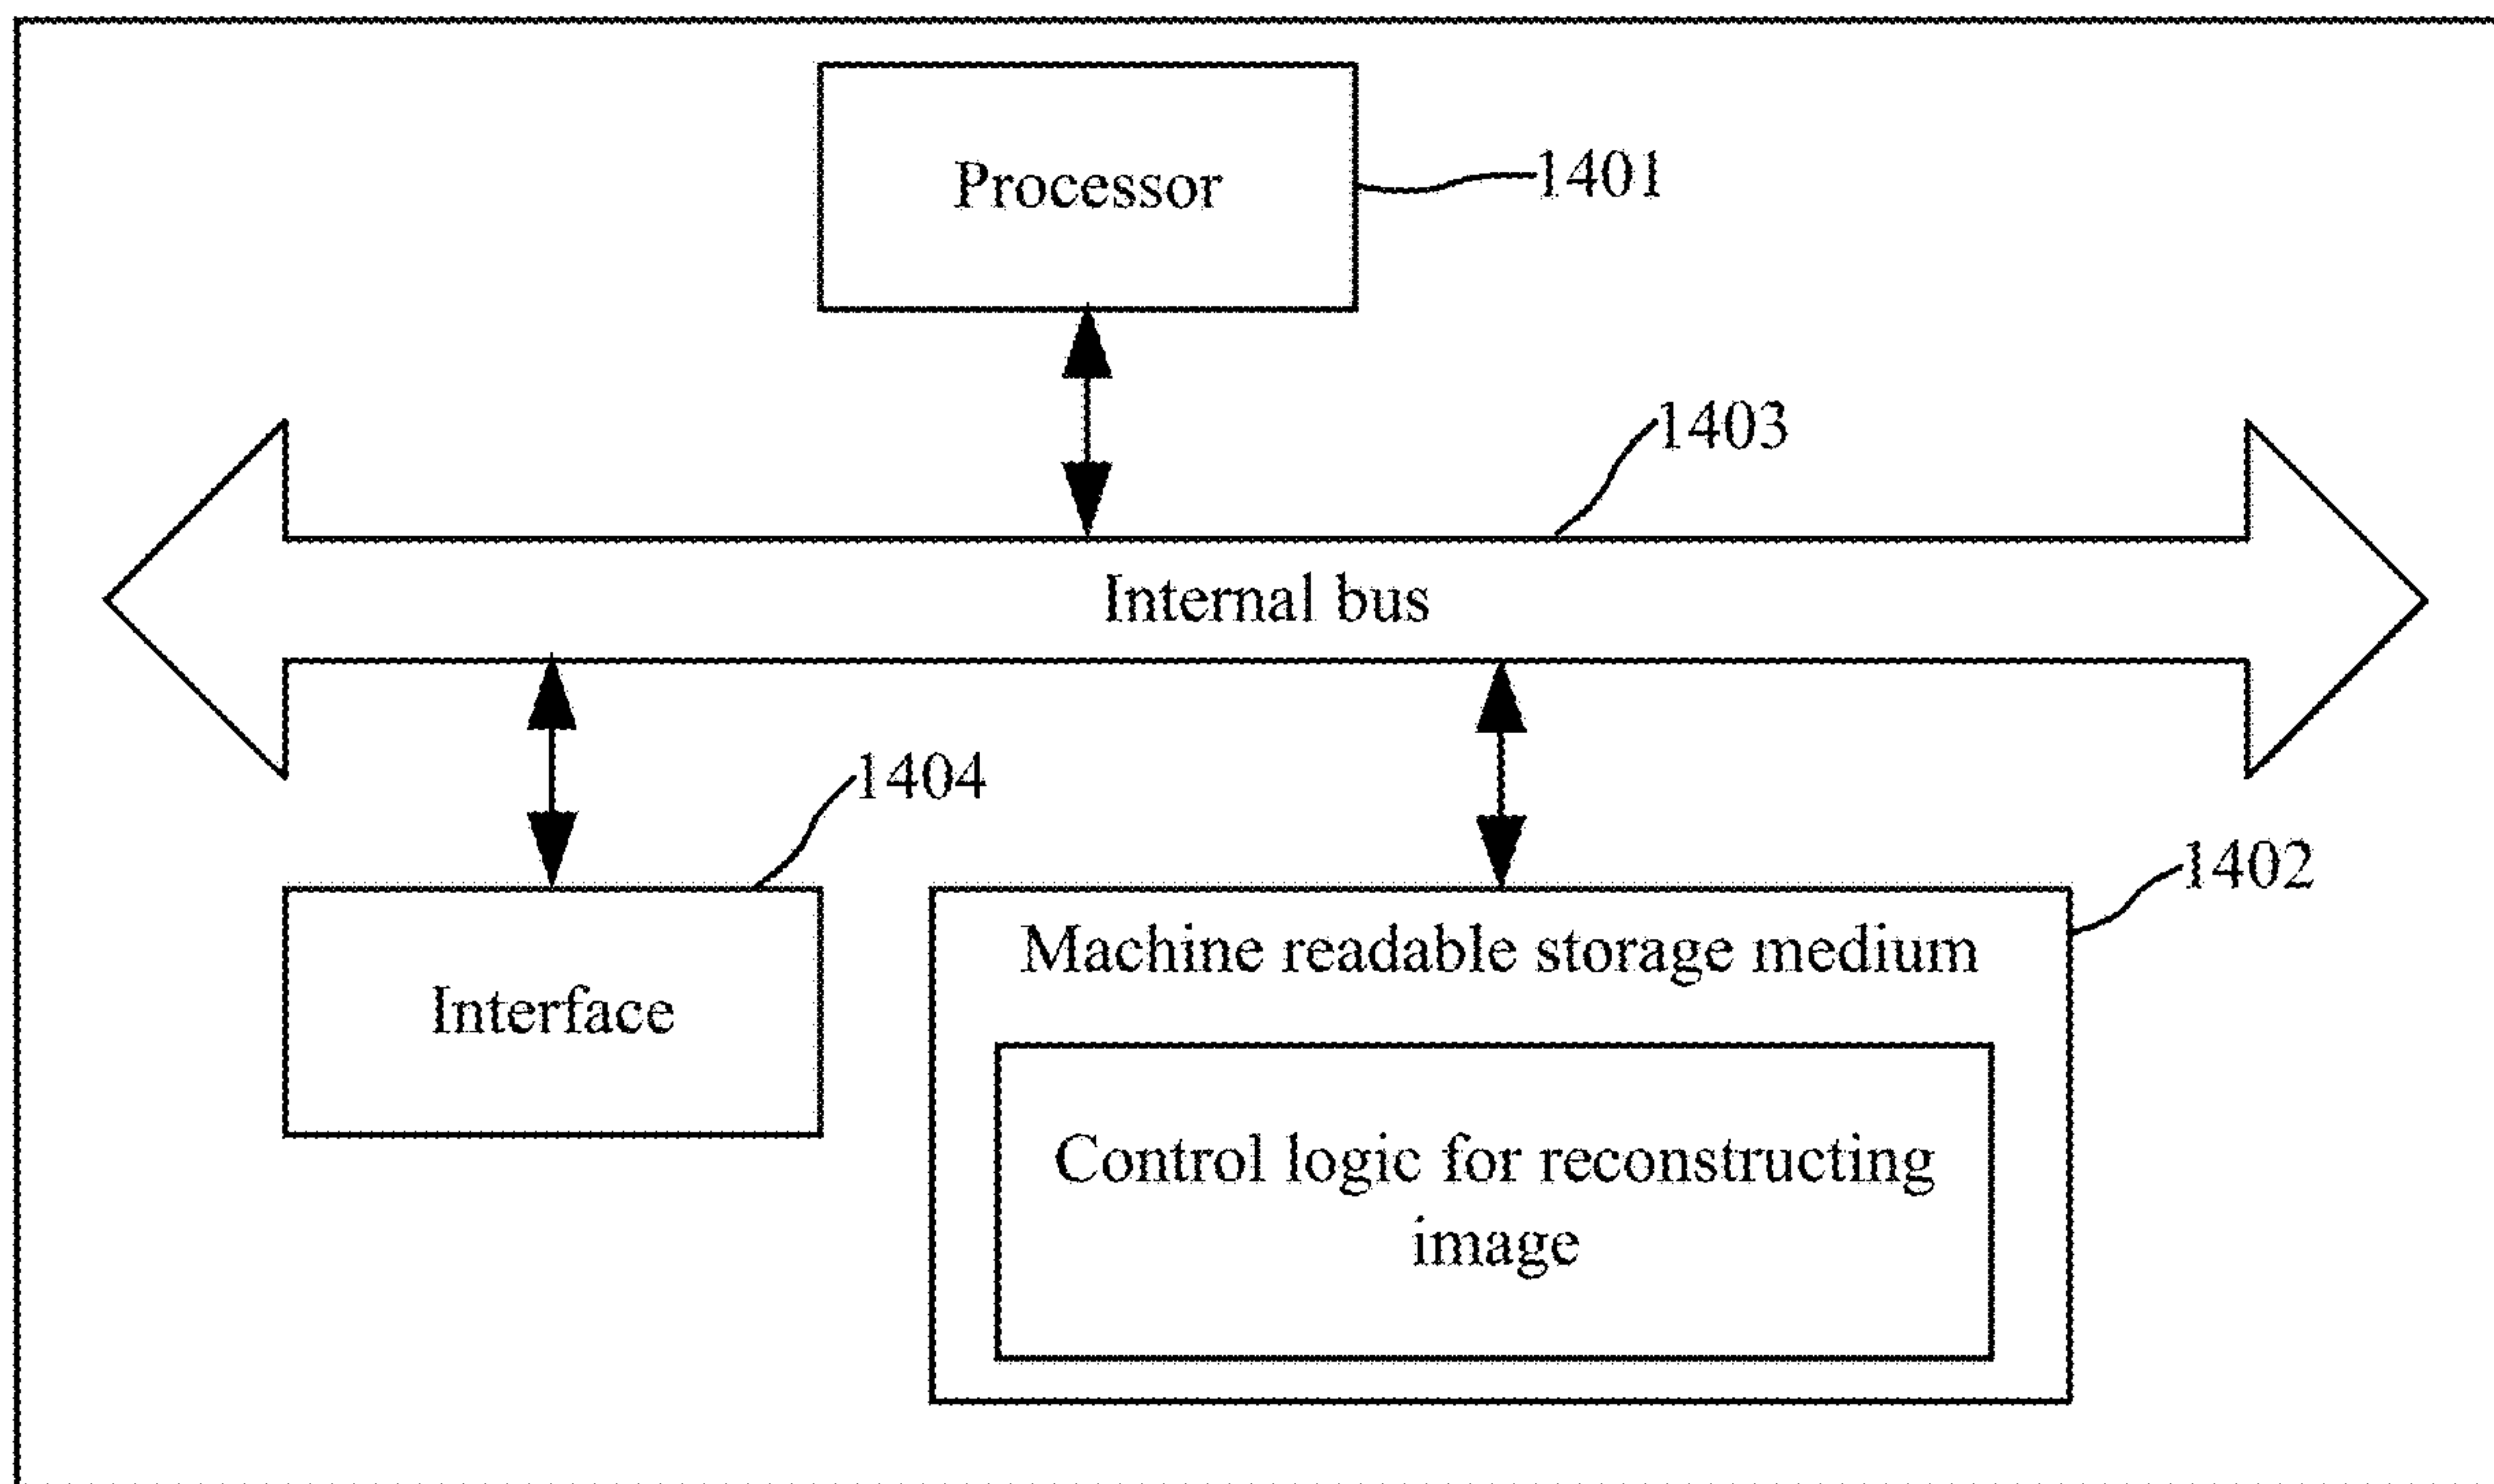 Processor
1401
1403
Internal bus
1404
1402
Interface
Machine readable storage medium
Control logic for reconstructing
image